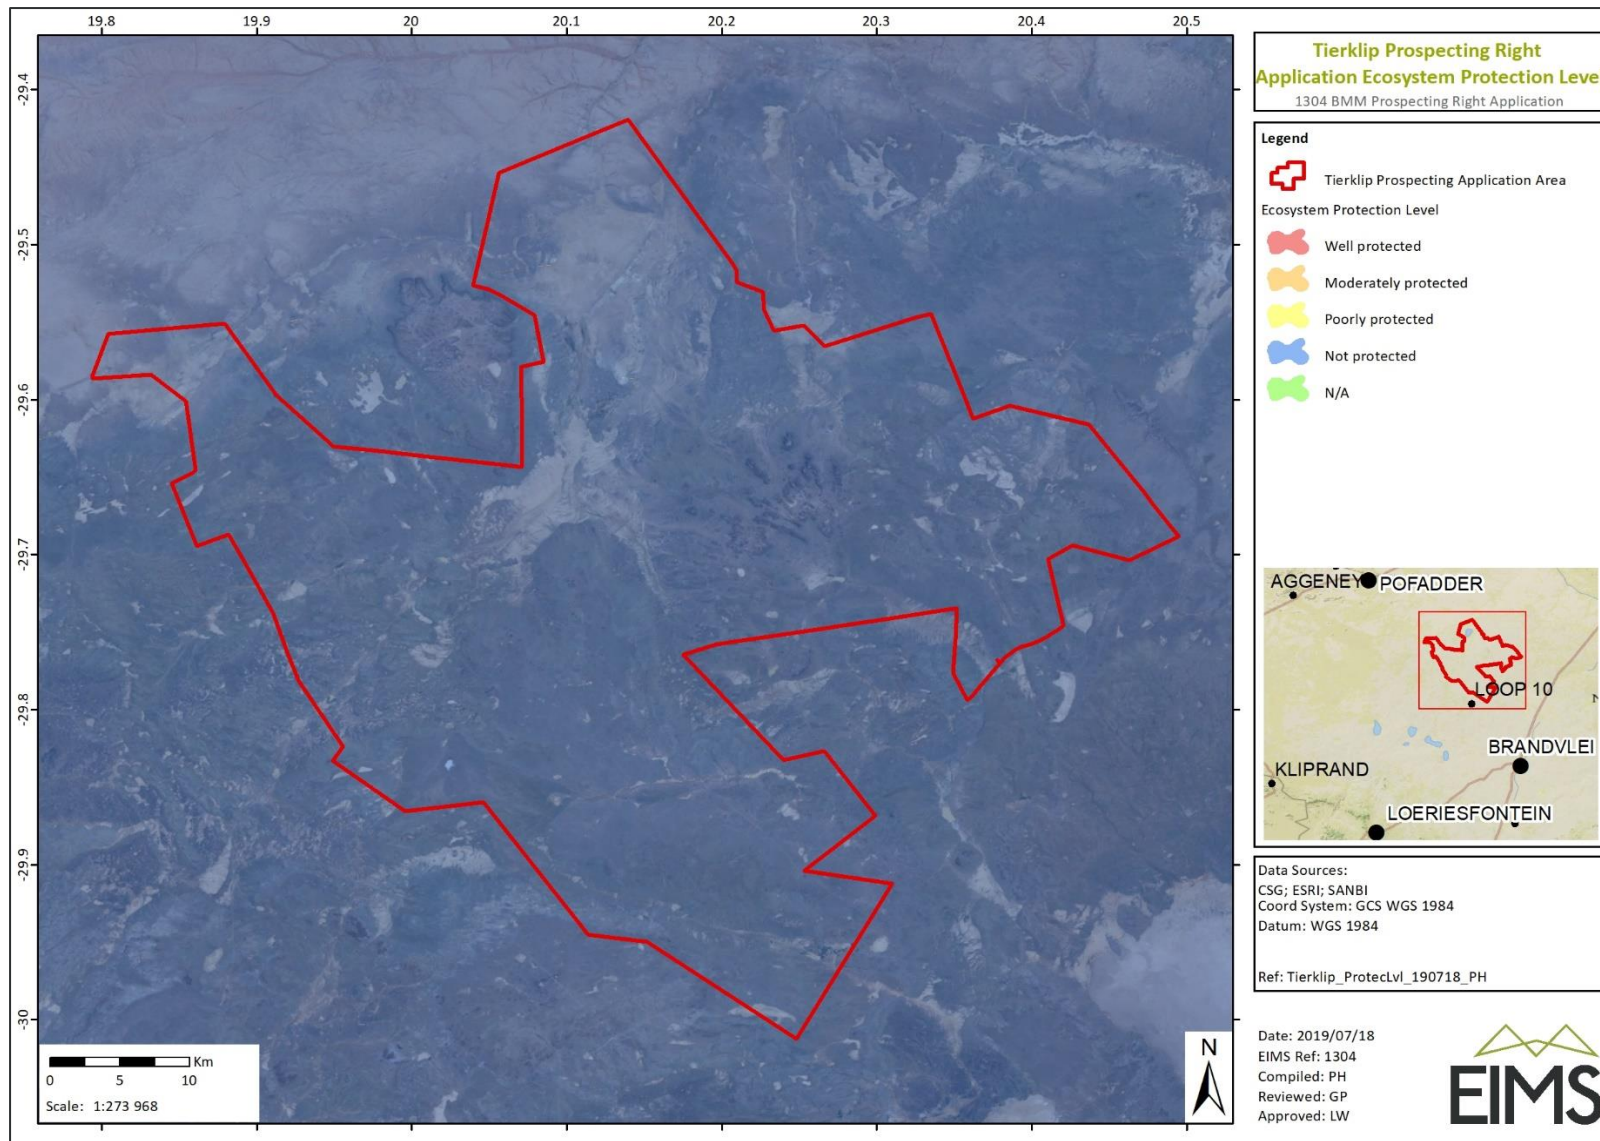 19.8 19.9 20 20.1 20.2 20.3 20.4 20.5
-29.4
-29.5
-29.6
-29.7
-29.8
-29.9
-30
Km
0 5 10
Scale: 1:273 968
N
Tierklip Prospecting Right
Application Ecosystem Protection Leve
1304 BMM Prospecting Right Application
Legend
Tierklip Prospecting Application Area
Ecosystem Protection Level
Well protected
Moderately protected
Poorly protected
Not protected
N/A
AGGENEY POFADDER
LOOP 10
BRANDVLEI
KLIPRAND
LOERIESFONTEIN
Data Sources:
CSG; ESRI; SANBI
Coord System: GCS WGS 1984
Datum: WGS 1984
Ref: Tierklip_ProtecLvl_190718_PH
Date: 2019/07/18
EIMS Ref: 1304
Compiled: PH
Reviewed: GP
Approved: LW
EIMS